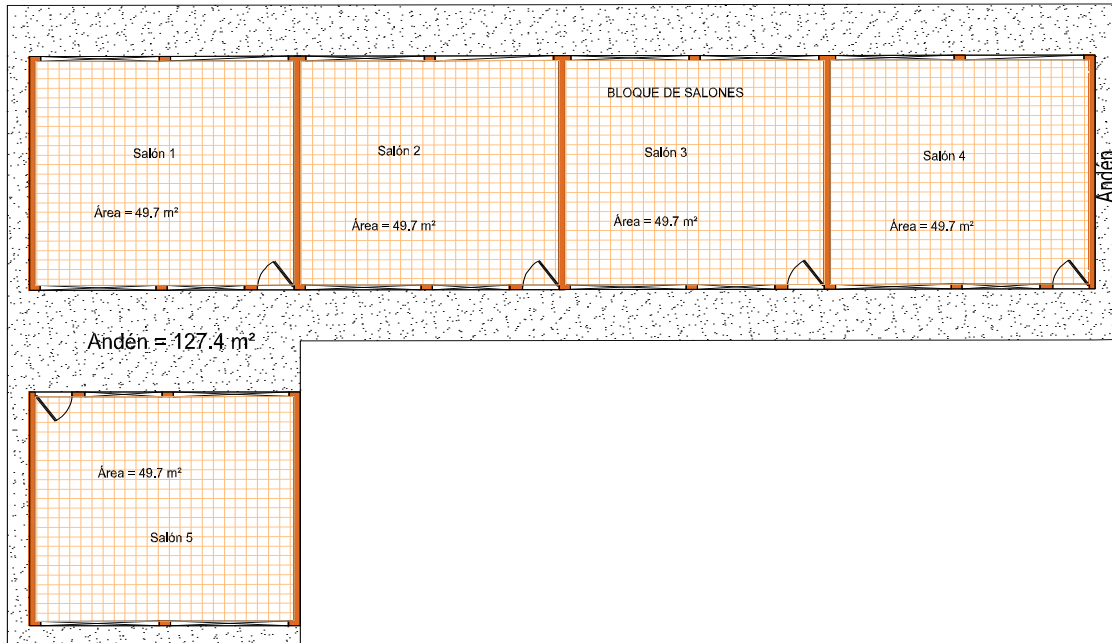 BLOQUE DE SALONES
Salón 1
Salón 2
Salón 3
Salón 4
Área = 49.7 m²
Área = 49.7 m²
Área = 49.7 m²
Área = 49.7 m²
Andén
Andén = 127.4 m²
Área = 49.7 m²
Salón 5